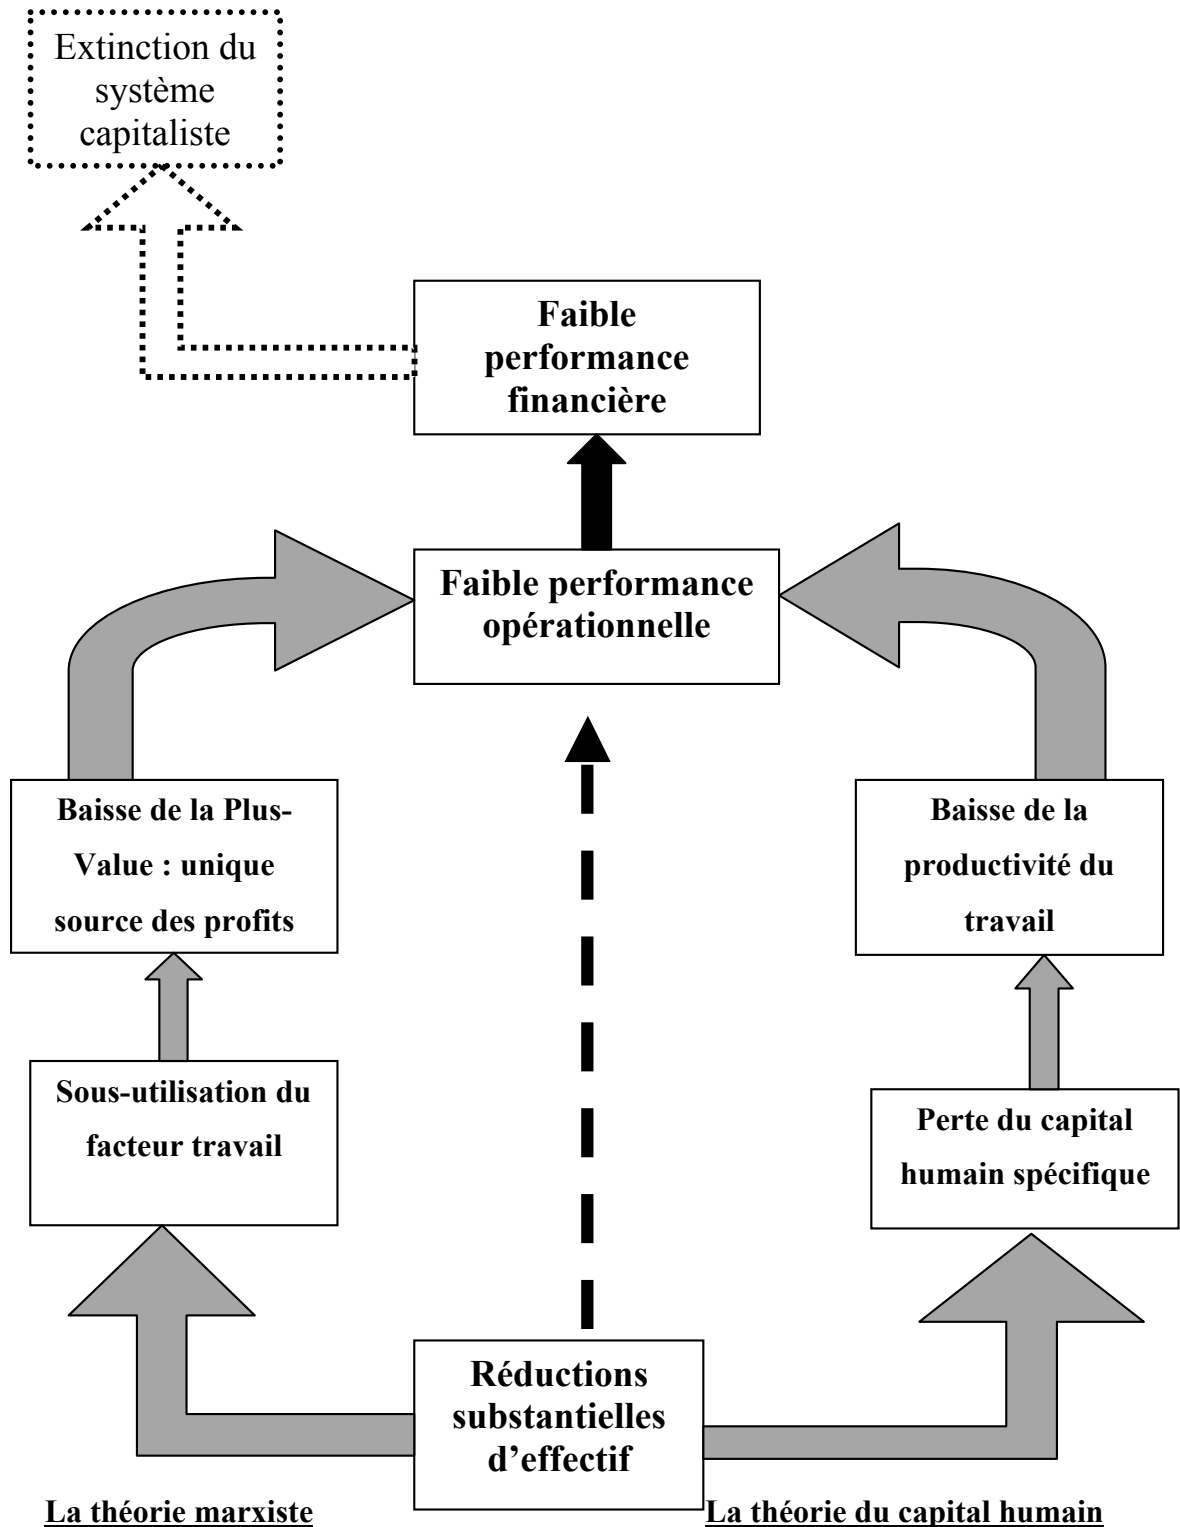 Extinction du
système
capitaliste
Faible
performance
financière
Faible performance
opérationnelle
Baisse de la Plus-
Value : unique
source des profits
Baisse de la
productivité du
travail
Sous-utilisation du
facteur travail
Perte du capital
humain spécifique
Réductions
substantielles
d’effectif
La théorie marxiste
La théorie du capital humain